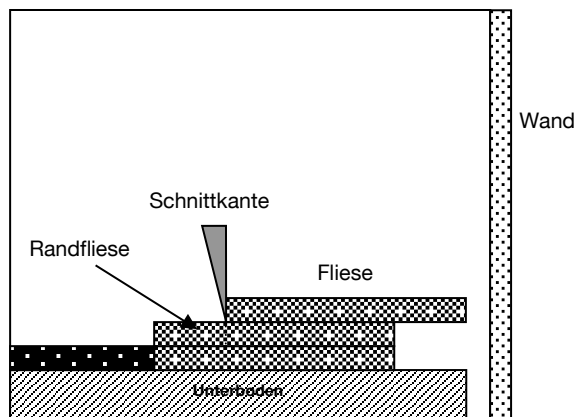 Wand
Schnittkante
Randfliese
Fliese
Unterboden